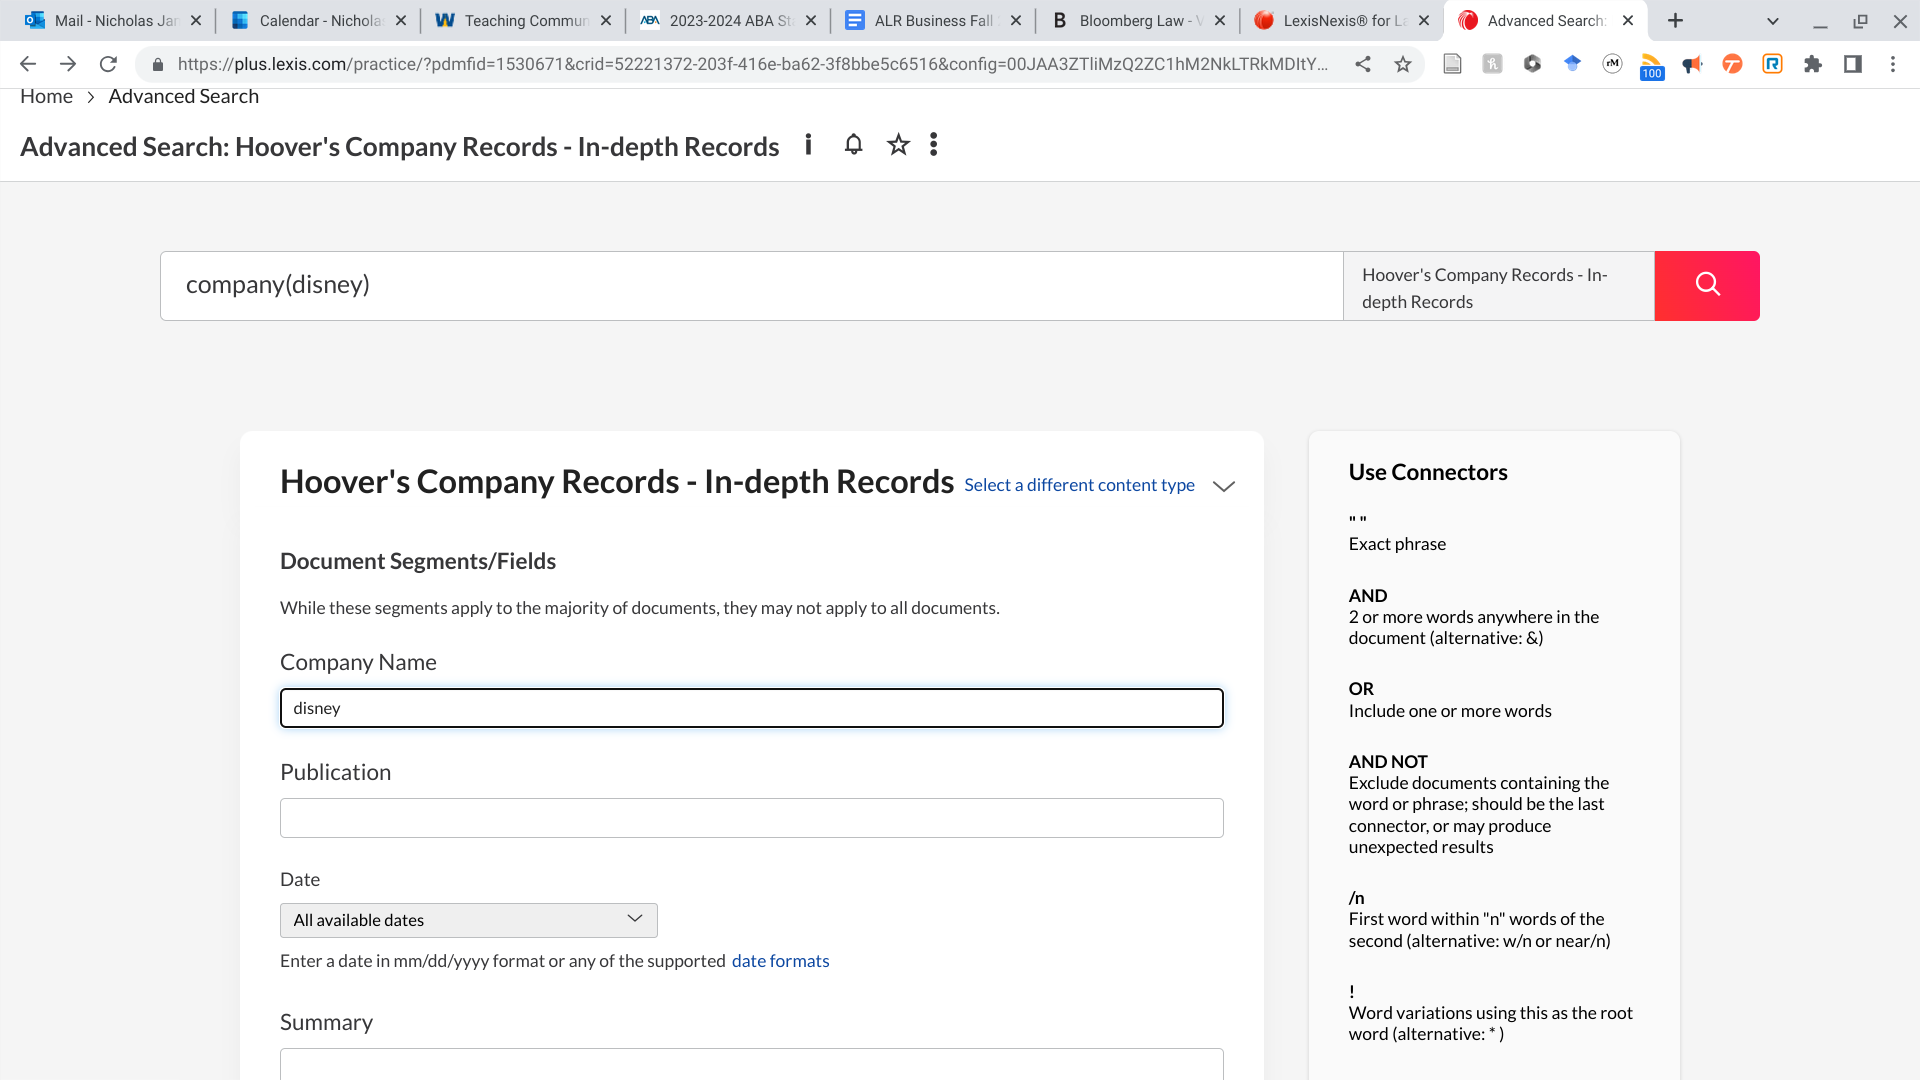 Mail - Nicholas Jar
Calendar - Nichola
Teaching Commun
2023-2024 ABA St
ALR Business Fall
Bloomberg Law - V
LexisNexis® for L
Advanced Search:
https://plus.lexis.com/practice/?pdmfid=1530671&crid=52221372-203f-416e-ba62-3f8bbe5c6516&config=00JAA3ZTliMzQ2ZC1hM2NkLTRkMDItY...
100
Home > Advanced Search
Advanced Search: Hoover's Company Records - In-depth Records
company(disney)
Hoover's Company Records - In-
depth Records
Hoover's Company Records - In-depth Records
Select a different content type
Document Segments/Fields
While these segments apply to the majority of documents, they may not apply to all documents.
Company Name
disney
Publication
Date
All available dates
Enter a date in mm/dd/yyyy format or any of the supported date formats
Summary
Use Connectors
" "
Exact phrase
AND
2 or more words anywhere in the
document (alternative: &)
OR
Include one or more words
AND NOT
Exclude documents containing the
word or phrase; should be the last
connector, or may produce
unexpected results
/n
First word within "n" words of the
second (alternative: w/n or near/n)
!
Word variations using this as the root
word (alternative: * )